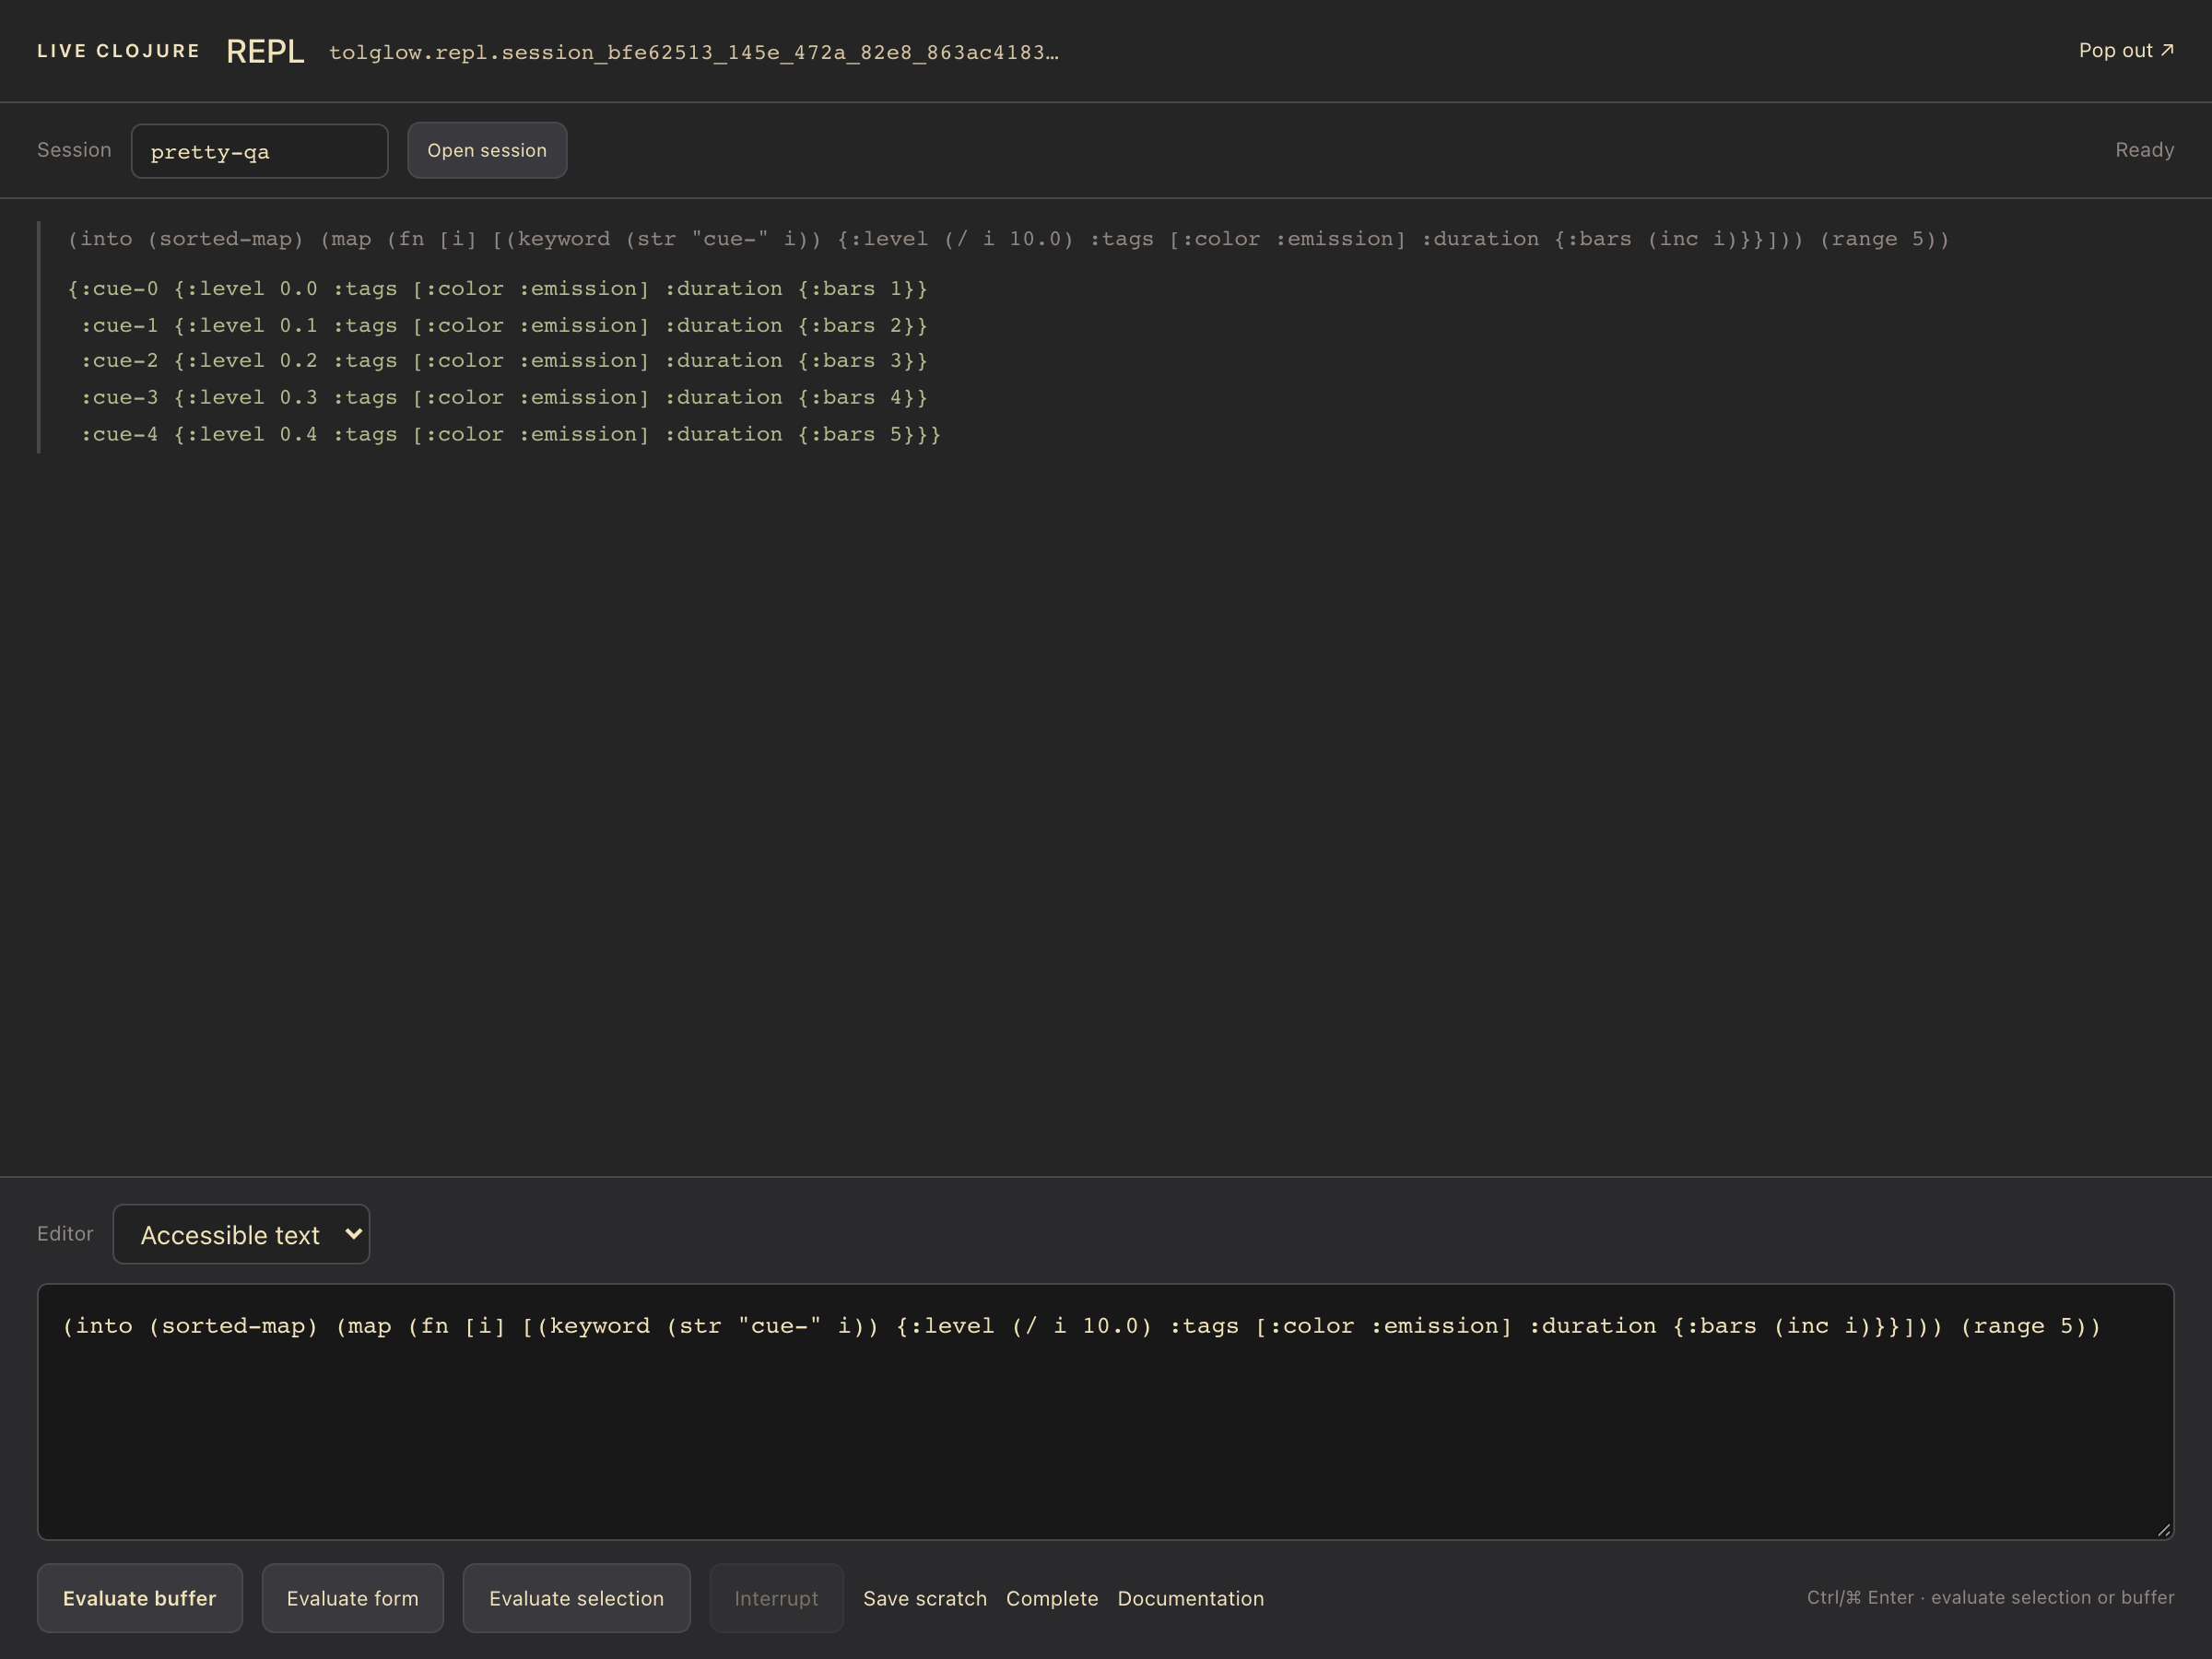 LIVE CLOJURE REPL tolglow.repl.session_bfe62513_145e_472a_82e8_863ac4183… Pop out ↗
Session pretty-qa Open session Ready
(into (sorted-map) (map (fn [i] [(keyword (str "cue-" i)) {:level (/ i 10.0) :tags [:color :emission] :duration {:bars (inc i)}}])) (range 5))
{:cue-0 {:level 0.0 :tags [:color :emission] :duration {:bars 1}}
 :cue-1 {:level 0.1 :tags [:color :emission] :duration {:bars 2}}
 :cue-2 {:level 0.2 :tags [:color :emission] :duration {:bars 3}}
 :cue-3 {:level 0.3 :tags [:color :emission] :duration {:bars 4}}
 :cue-4 {:level 0.4 :tags [:color :emission] :duration {:bars 5}}}
Editor Accessible text
(into (sorted-map) (map (fn [i] [(keyword (str "cue-" i)) {:level (/ i 10.0) :tags [:color :emission] :duration {:bars (inc i)}}])) (range 5))
Evaluate buffer Evaluate form Evaluate selection Interrupt Save scratch Complete Documentation Ctrl/⌘ Enter · evaluate selection or buffer